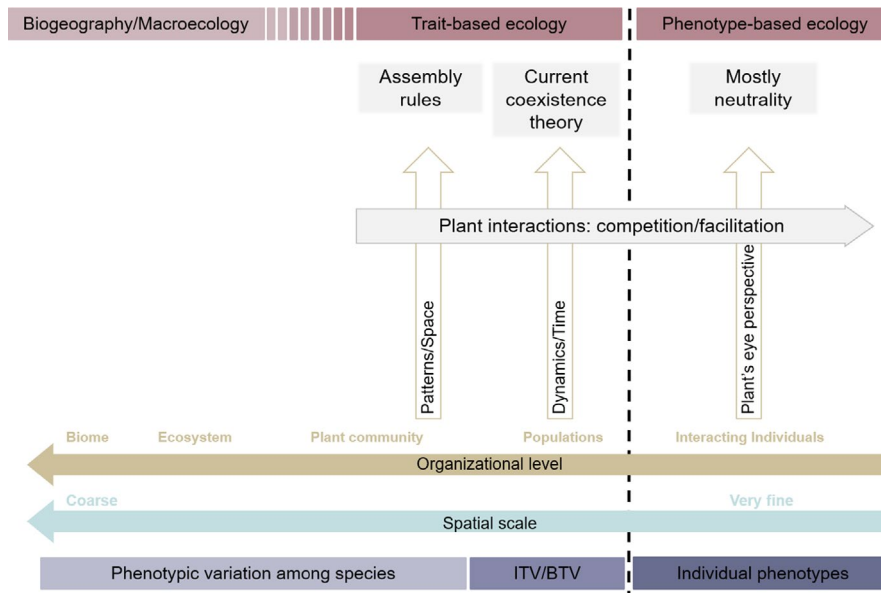 Biogeography/Macroecology
Trait-based ecology
Phenotype-based ecology
Assembly
rules
Current
coexistence
theory
Mostly
neutrality
Plant interactions: competition/facilitation
Patterns/Space
Dynamics/Time
Plant's eye perspective
Biome
Ecosystem
Plant community
Populations
Interacting Individuals
Organizational level
Coarse
Very fine
Spatial scale
Phenotypic variation among species
ITV/BTV
Individual phenotypes